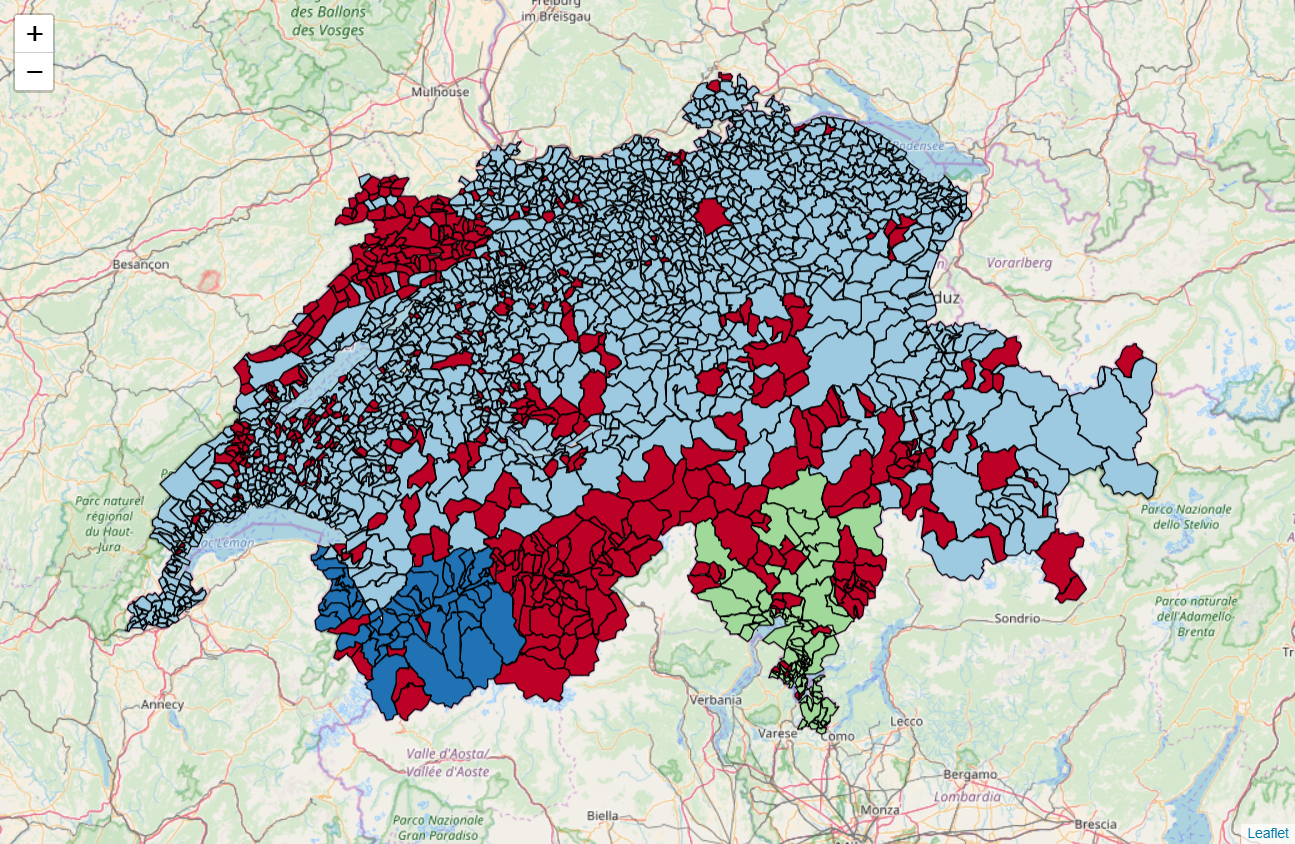 +
−
des Ballons
des Vosges
Freiburg
im Breisgau
Mulhouse
Bodensee
Besançon
Vorarlberg
duz
Parc naturel
régional
du Haut-
Jura
Lac Léman
Parco Nazionale
dello Stelvio
Sondrio
Parco naturale
dell'Adamello-
Brenta
Annecy
Verbania
Lecco
Varese
Como
Valle d'Aosta/
Vallée d'Aoste
Bergamo
Lombardia
Biella
Monza
Parco Nazionale
Gran Paradiso
Brescia
Leaflet